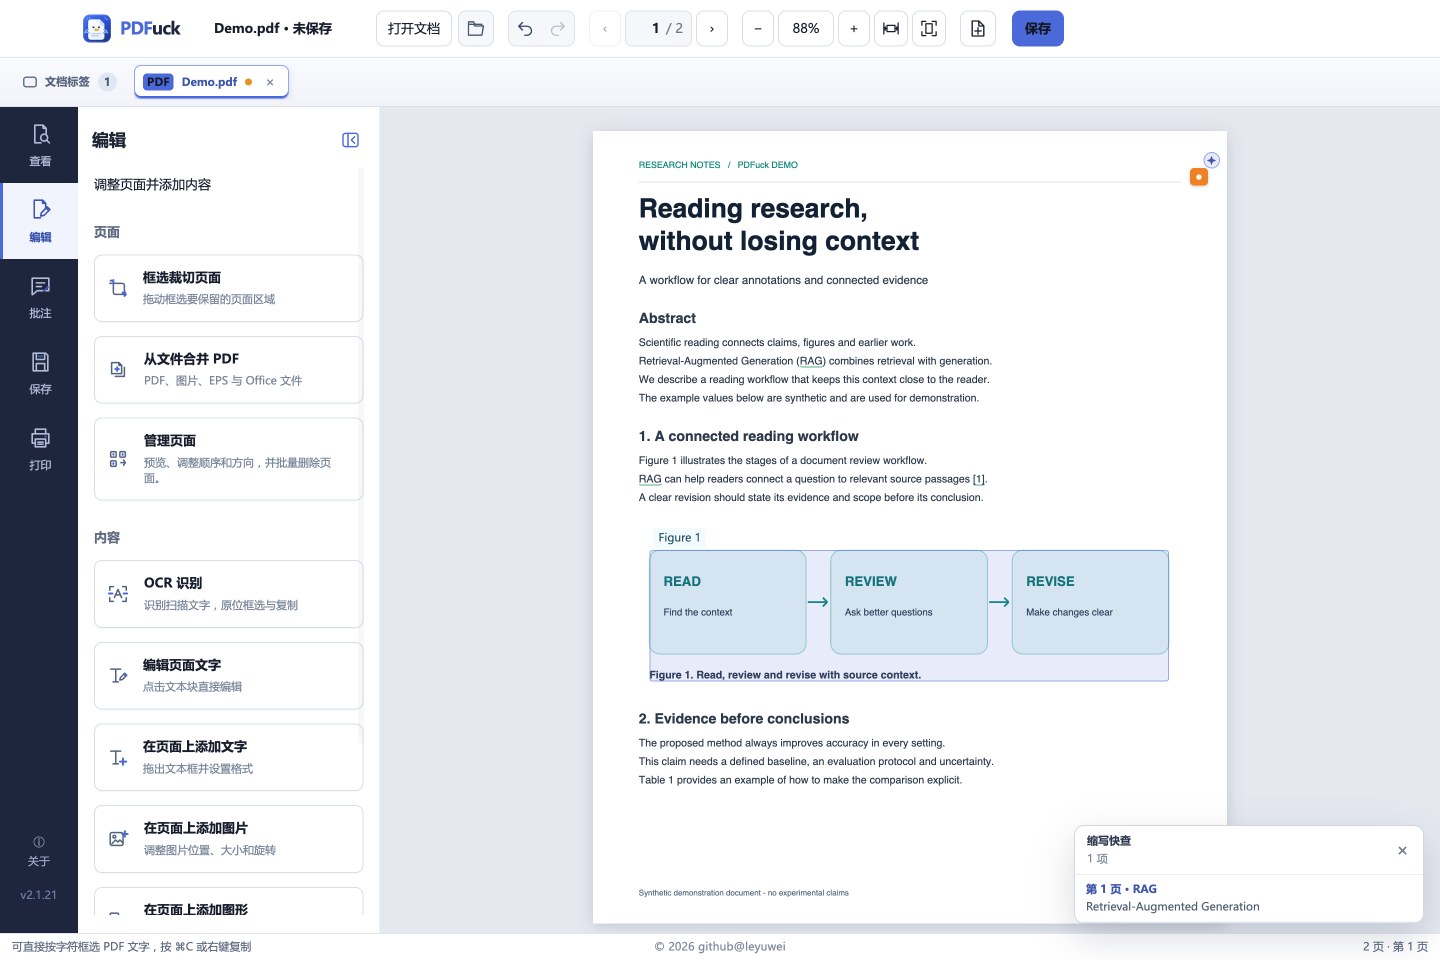 PDFuck
Demo.pdf • 未保存
打开文档
1 / 2
88%
保存
文档标签 1
PDF Demo.pdf
查看
编辑
批注
保存
打印
关于
v2.1.21
编辑
调整页面并添加内容
页面
框选裁切页面
拖动框选要保留的页面区域
从文件合并 PDF
PDF、图片、EPS 与 Office 文件
管理页面
预览、调整顺序和方向，并批量删除页
面。
内容
OCR 识别
识别扫描文字，原位框选与复制
编辑页面文字
点击文本块直接编辑
在页面上添加文字
拖出文本框并设置格式
在页面上添加图片
调整图片位置、大小和旋转
在页面上添加图形
RESEARCH NOTES / PDFuck DEMO
Reading research,
without losing context
A workflow for clear annotations and connected evidence
Abstract
Scientific reading connects claims, figures and earlier work.
Retrieval-Augmented Generation (RAG) combines retrieval with generation.
We describe a reading workflow that keeps this context close to the reader.
The example values below are synthetic and are used for demonstration.
1. A connected reading workflow
Figure 1 illustrates the stages of a document review workflow.
RAG can help readers connect a question to relevant source passages [1].
A clear revision should state its evidence and scope before its conclusion.
Figure 1
READ
Find the context
REVIEW
Ask better questions
REVISE
Make changes clear
Figure 1. Read, review and revise with source context.
2. Evidence before conclusions
The proposed method always improves accuracy in every setting.
This claim needs a defined baseline, an evaluation protocol and uncertainty.
Table 1 provides an example of how to make the comparison explicit.
Synthetic demonstration document - no experimental claims
缩写快查
1 项
第 1 页 • RAG
Retrieval-Augmented Generation
可直接按字符框选 PDF 文字，按 ⌘C 或右键复制
© 2026 github@leyuwei
2 页 · 第 1 页